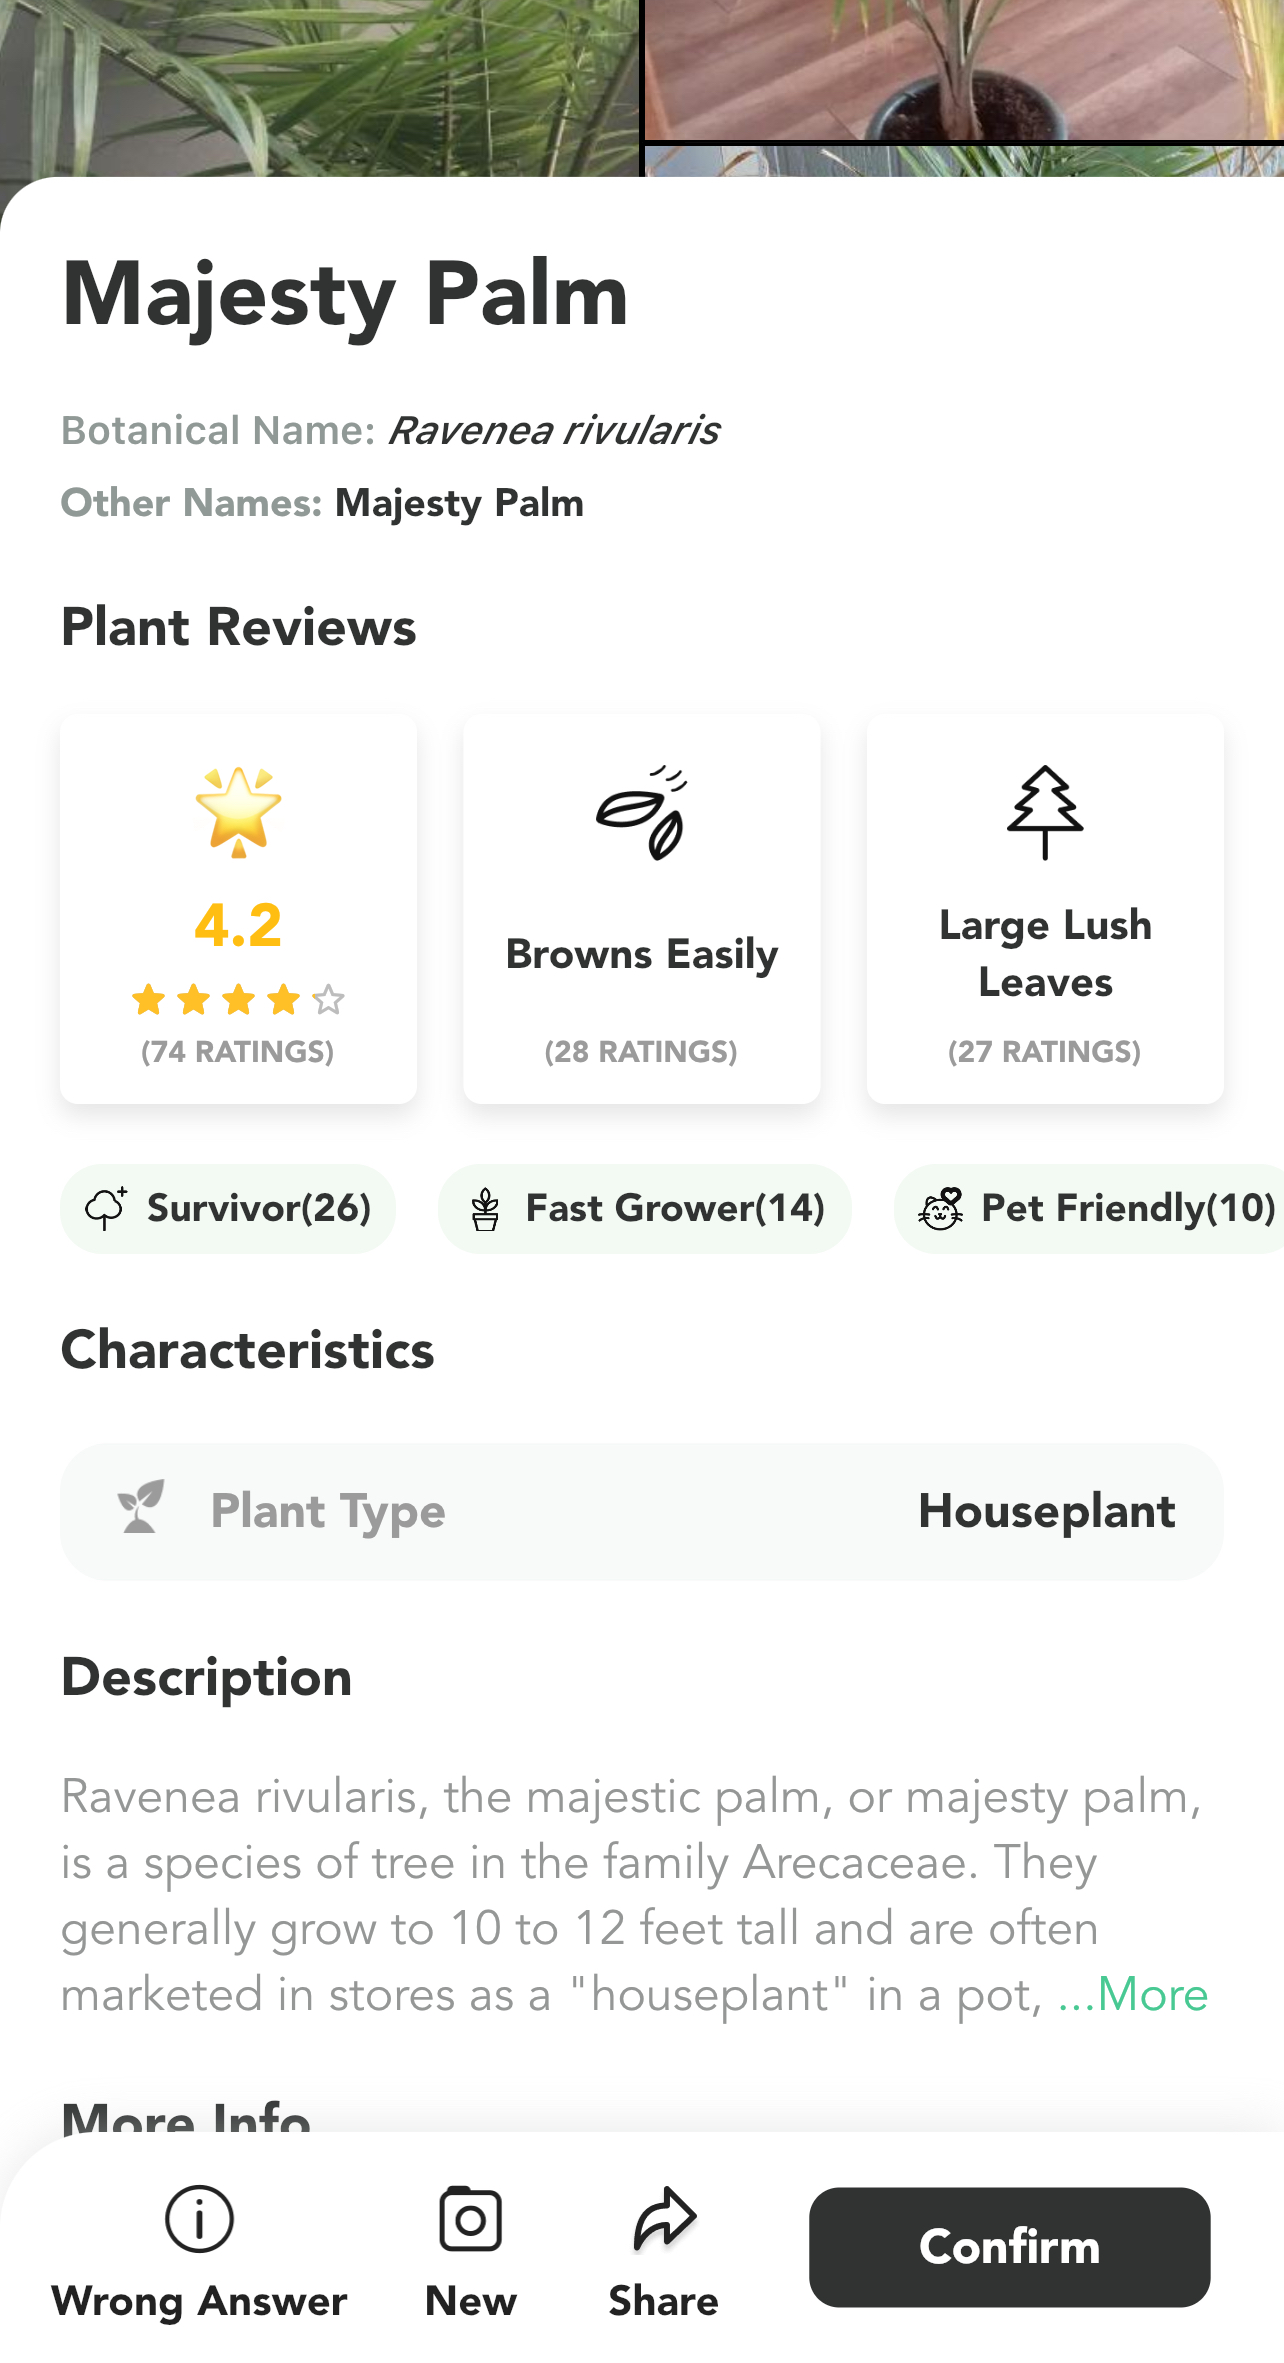 Majesty Palm
Botanical Name: Ravenea rivularis
Other Names: Majesty Palm
Plant Reviews
4.2
(74 RATINGS)
Browns Easily
(28 RATINGS)
Large Lush
Leaves
(27 RATINGS)
Survivor(26)
Fast Grower(14)
Pet Friendly(10)
Characteristics
Plant Type
Houseplant
Description
Ravenea rivularis, the majestic palm, or majesty palm,
is a species of tree in the family Arecaceae. They
generally grow to 10 to 12 feet tall and are often
marketed in stores as a "houseplant" in a pot, ...More
More Info
Wrong Answer
New
Share
Confirm